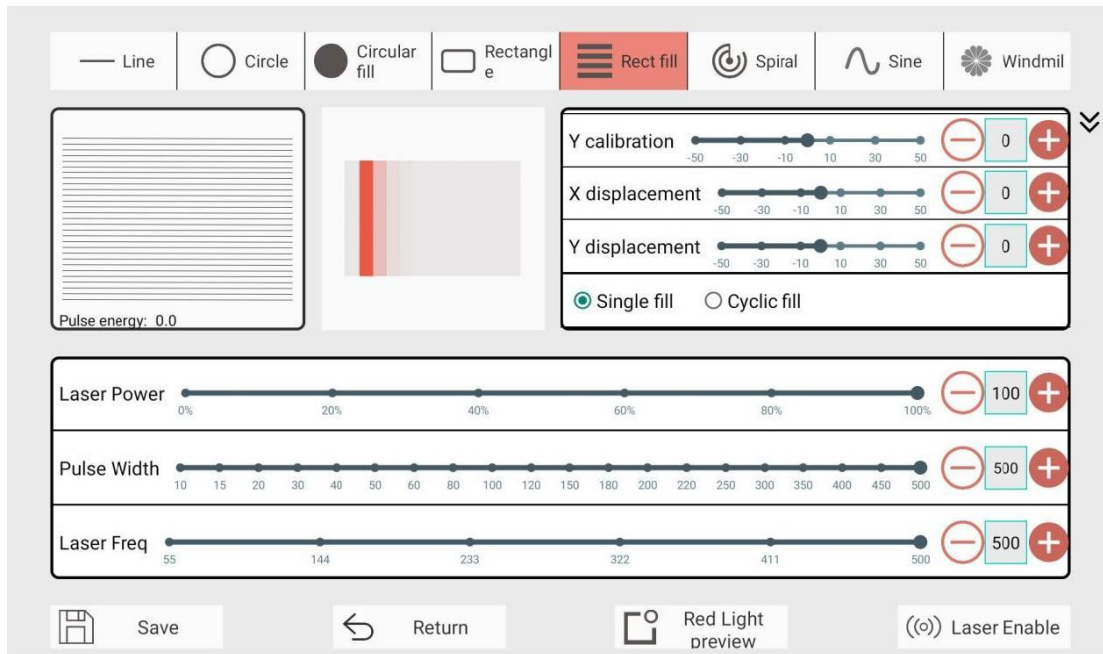 Line
Circle
Circular
fill
Rectangl
e
Rect fill
Spiral
Sine
Windmil
Pulse energy: 0.0
Y calibration
-50 -30 -10 10 30 50
0
X displacement
-50 -30 -10 10 30 50
0
Y displacement
-50 -30 -10 10 30 50
0
Single fill
Cyclic fill
Laser Power
0% 20% 40% 60% 80% 100%
100
Pulse Width
10 15 20 30 40 50 60 80 100 120 150 180 200 220 250 300 350 400 450 500
500
Laser Freq
55 144 233 322 411 500
500
Save
Return
Red Light
preview
Laser Enable